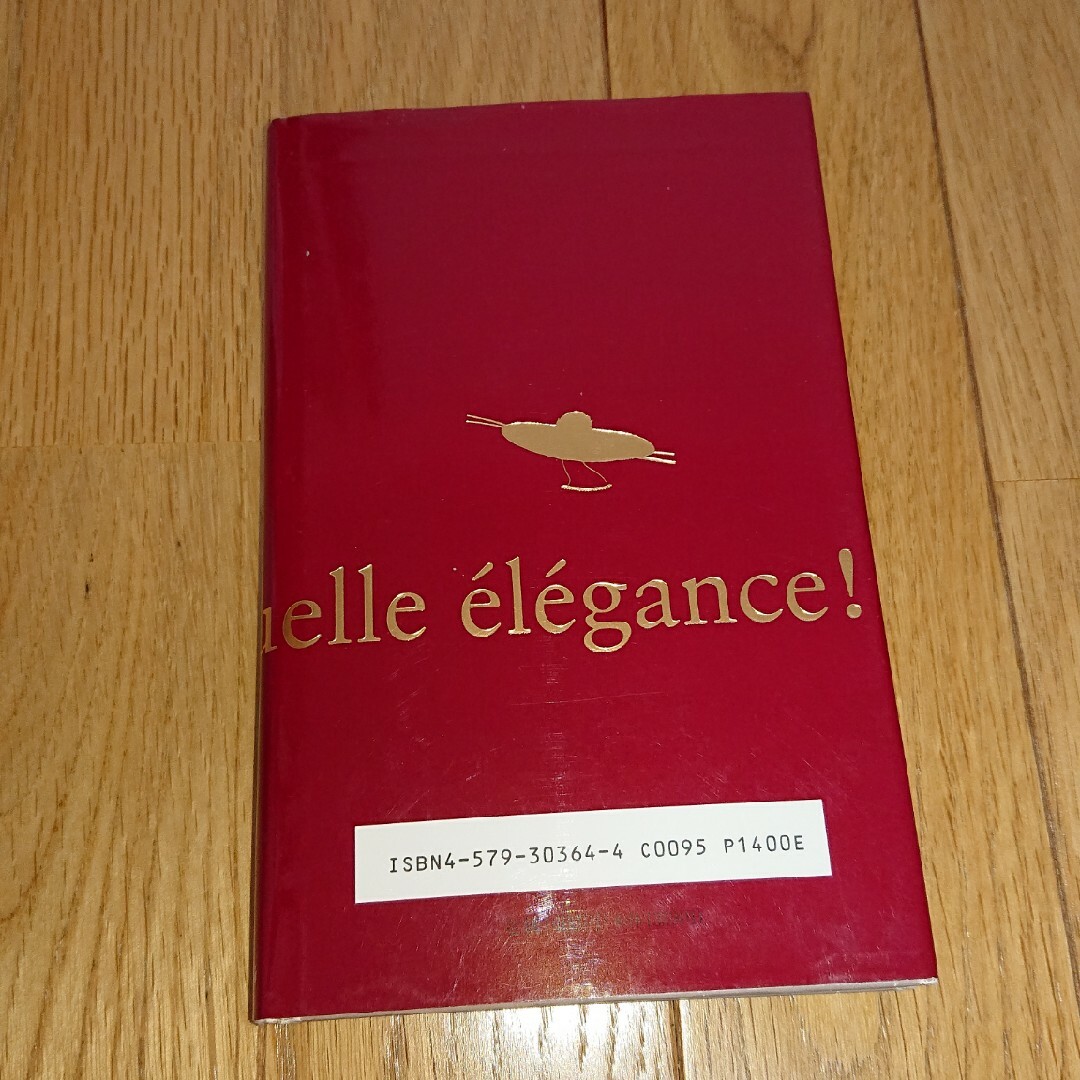 uelle élégance!
ISBN4-579-30364-4 C0095 P1400E